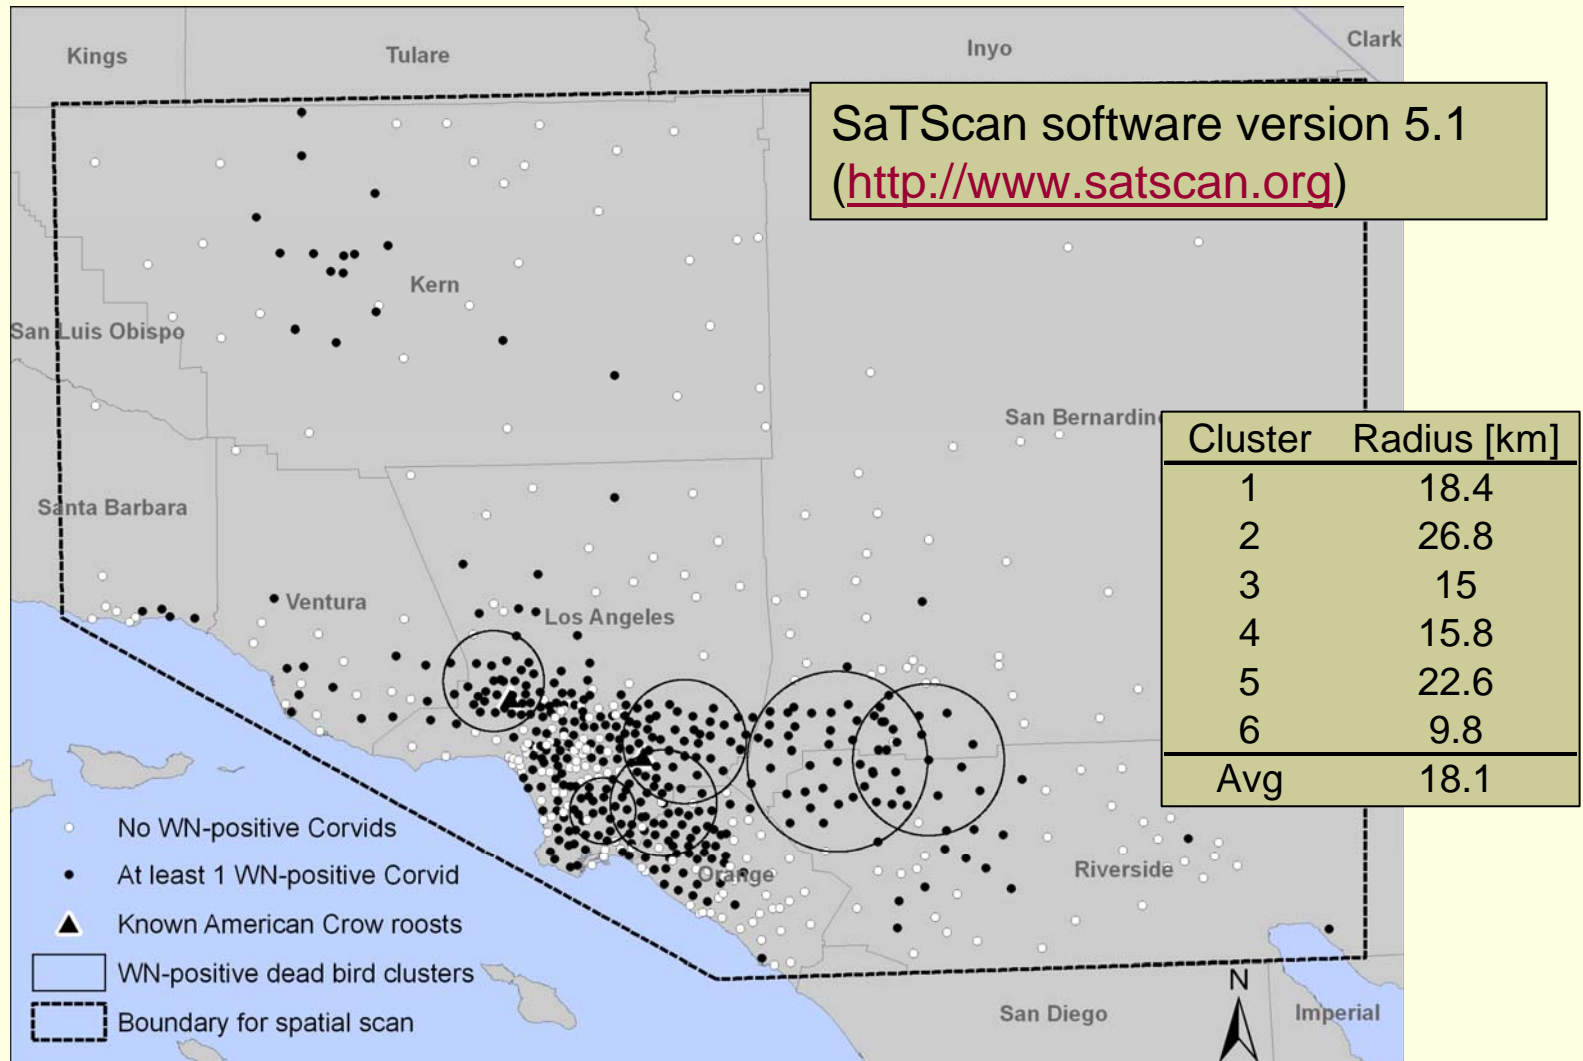 Kings
Tulare
Inyo
Clark
SaTScan software version 5.1
(http://www.satscan.org)
Kern
San Luis Obispo
San Bernardino
Cluster Radius [km]
1 18.4
2 26.8
3 15
4 15.8
5 22.6
6 9.8
Avg 18.1
Santa Barbara
Ventura
Los Angeles
Orange
Riverside
No WN-positive Corvids
At least 1 WN-positive Corvid
Known American Crow roosts
WN-positive dead bird clusters
Boundary for spatial scan
N
San Diego
Imperial